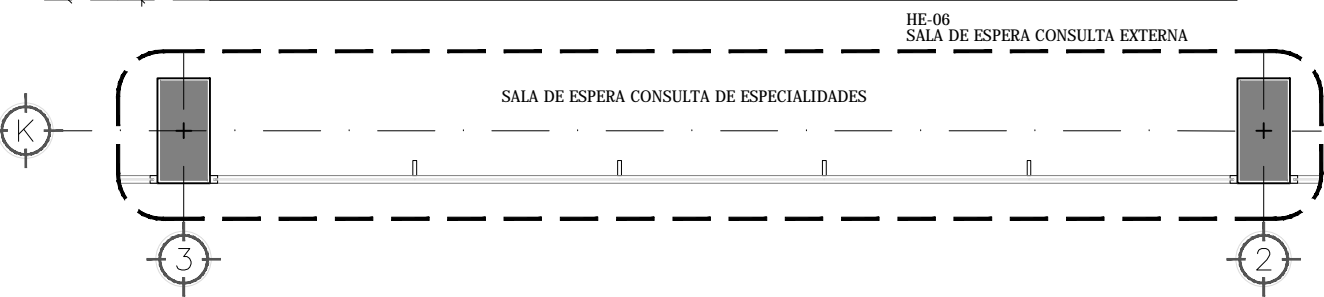 HE-06
SALA DE ESPERA CONSULTA EXTERNA
SALA DE ESPERA CONSULTA DE ESPECIALIDADES
K
3
2